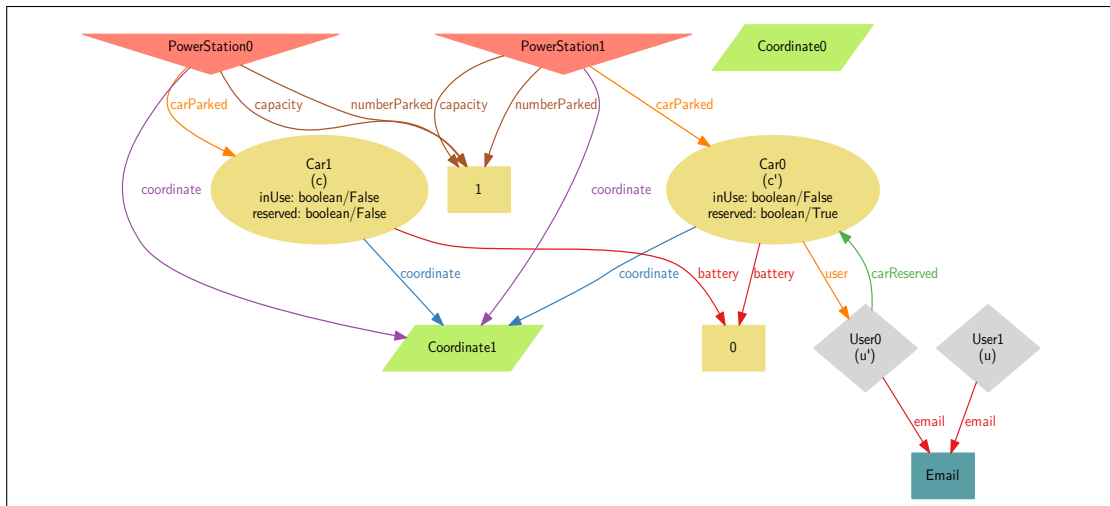 PowerStation0
PowerStation1
Coordinate0
carParked
capacity
numberParked
capacity
numberParked
carParked
Car1
(c)
inUse: boolean/False
reserved: boolean/False
coordinate
1
coordinate
Car0
(c')
inUse: boolean/False
reserved: boolean/True
coordinate
coordinate
battery
battery
user
carReserved
Coordinate1
0
User0
(u')
User1
(u)
email
email
Email